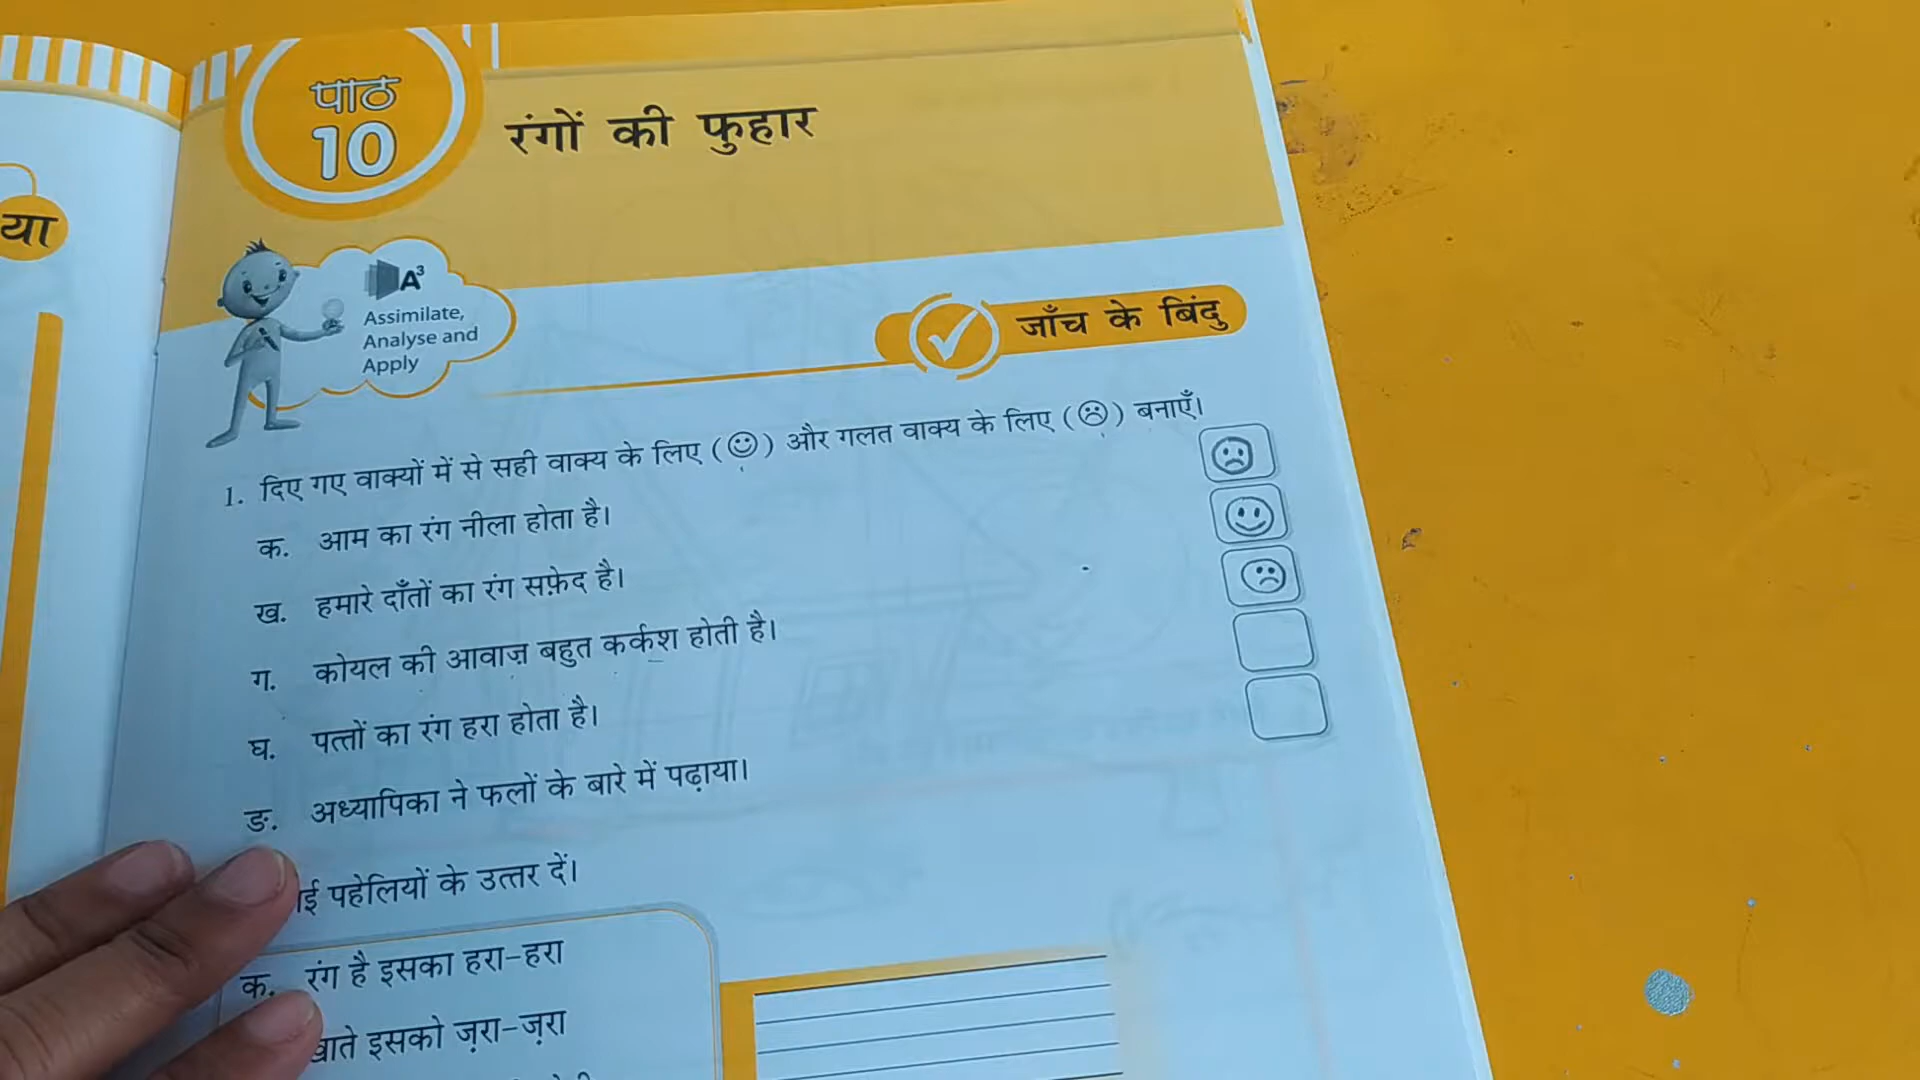 या
पाठ
10
रंगों की फुहार
A³
Assimilate,
Analyse and
Apply
जाँच के बिंदु
1. दिए गए वाक्यों में से सही वाक्य के लिए (☺) और गलत वाक्य के लिए (☹) बनाएँ।
क. आम का रंग नीला होता है।
ख. हमारे दाँतों का रंग सफ़ेद है।
ग. कोयल की आवाज़ बहुत कर्कश होती है।
घ. पत्तों का रंग हरा होता है।
ङ. अध्यापिका ने फलों के बारे में पढ़ाया।
पहेलियों के उत्तर दें।
क. रंग है इसका हरा-हरा
खाते इसको ज़रा-ज़रा